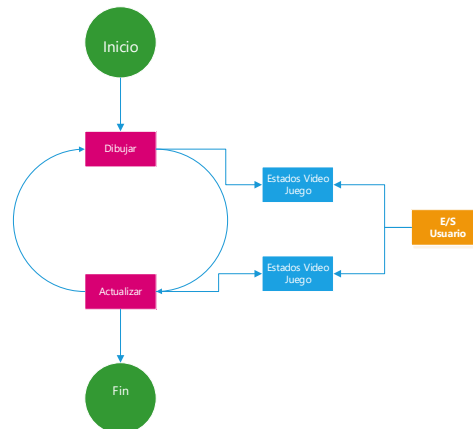 Inicio
Dibujar
Estados Video
Juego
E/S
Usuario
Estados Video
Juego
Actualizar
Fin